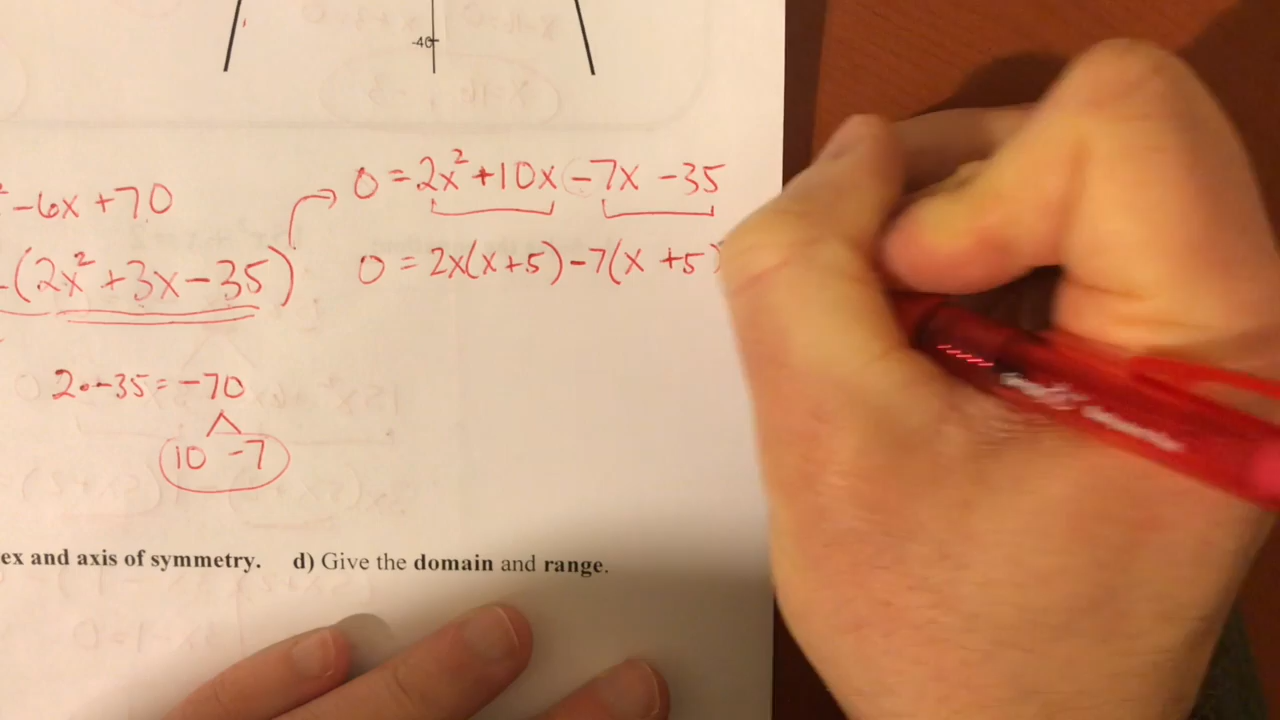 -40
0 = 2x² + 10x - 7x - 35
² - 6x + 70
0 = 2x(x+5) - 7(x+5)
-(2x² + 3x - 35)
2 · -35 = -70
10 -7
ex and axis of symmetry. d) Give the domain and range.